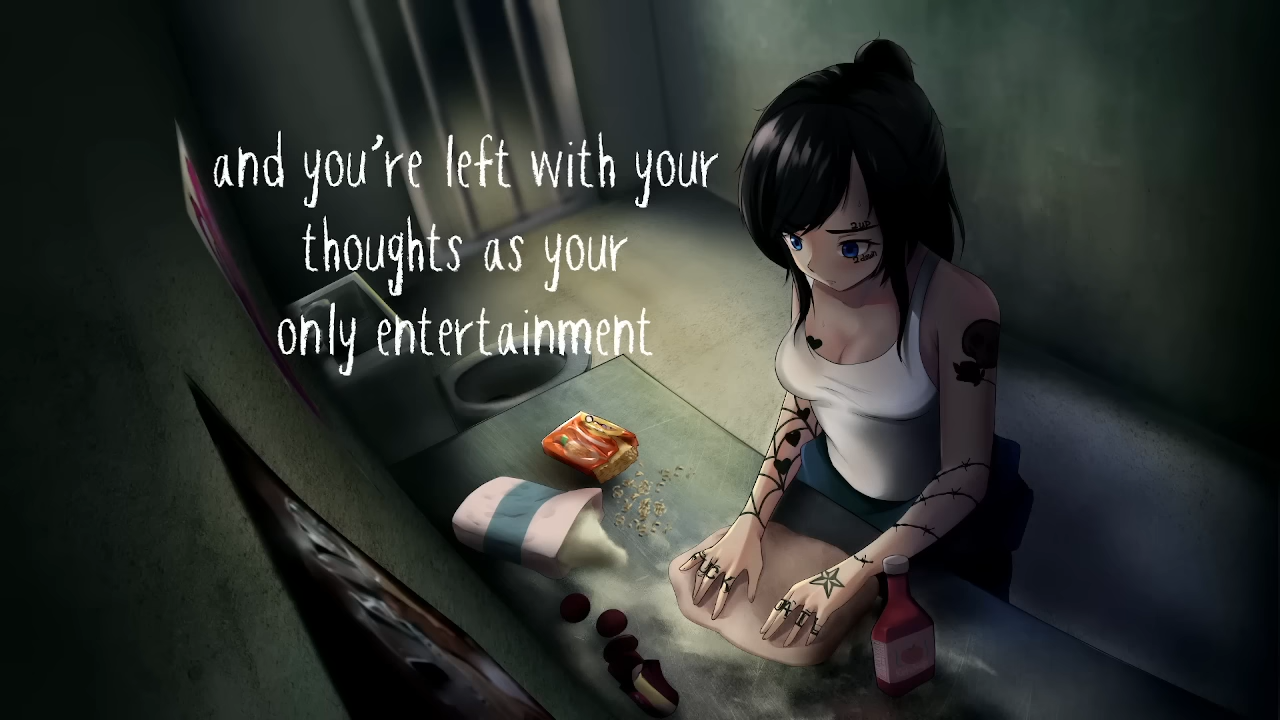 and you're left with your
thoughts as your
only entertainment